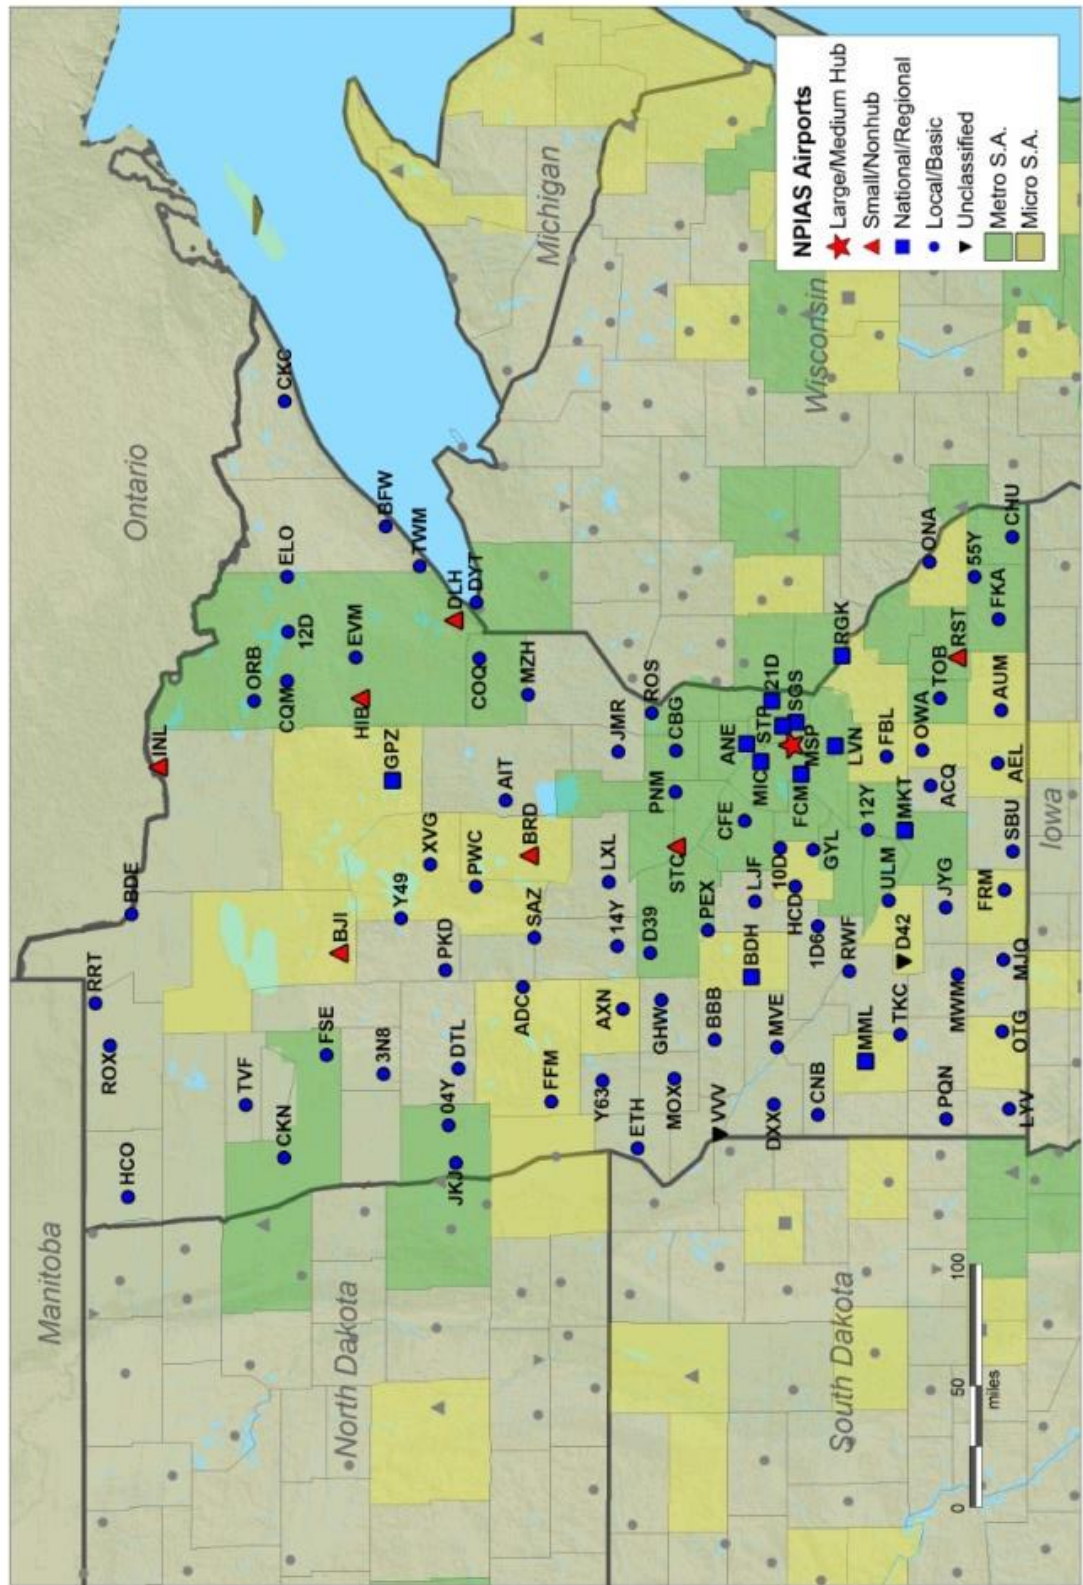 Manitoba
Ontario
HCO
ROX
RRT
BDE
INL
TVF
ORB
CKN
FSE
CQM
12D
ELO
CKC
BJI
HIB
EVM
3N8
Y49
GPZ
BFW
North Dakota
JKJ
04Y
DTL
PKD
XVG
TWM
DLH
DYT
PWC
COQ
AIT
MZH
Michigan
ADC
SAZ
BRD
FFM
Y63
AXN
14Y
LXL
JMR
ETH
MOX
GHW
D39
STC
PNM
CBG
ROS
VVV
BBB
PEX
BDH
LJF
CFE
ANE
MIC
STP
21D
SGS
DXX
MVE
HCD
10D
FCM
MSP
CNB
1D6
GYL
LVN
RGK
South Dakota
Wisconsin
MML
RWF
12Y
FBL
TKC
D42
ULM
MKT
OWA
ONA
PQN
MWM
JYG
ACQ
TOB
RST
55Y
LYV
OTG
MJQ
FRM
SBU
AEL
AUM
FKA
CHU
Iowa
0 50 100
miles
NPIAS Airports
Large/Medium Hub
Small/Nonhub
National/Regional
Local/Basic
Unclassified
Metro S.A.
Micro S.A.